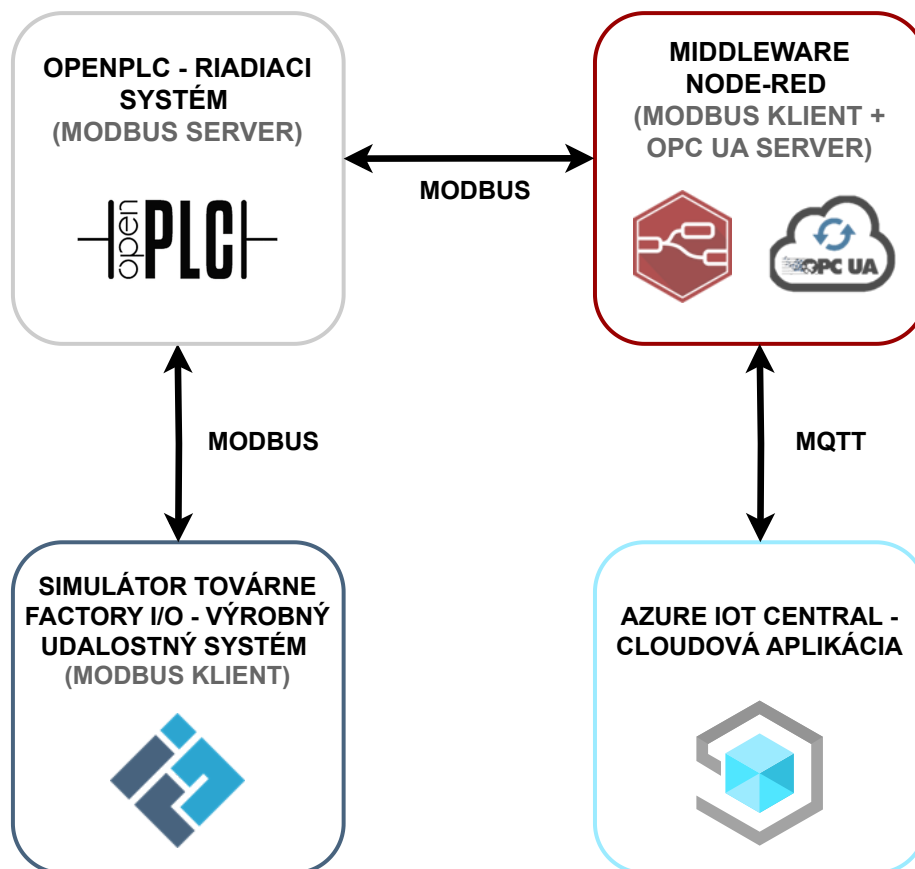 OPENPLC - RIADIACI
SYSTÉM
(MODBUS SERVER)
open
PLC
MODBUS
MIDDLEWARE
NODE-RED
(MODBUS KLIENT +
OPC UA SERVER)
OPC UA
MODBUS
MQTT
SIMULÁTOR TOVÁRNE
FACTORY I/O - VÝROBNÝ
UDALOSTNÝ SYSTÉM
(MODBUS KLIENT)
AZURE IOT CENTRAL -
CLOUDOVÁ APLIKÁCIA